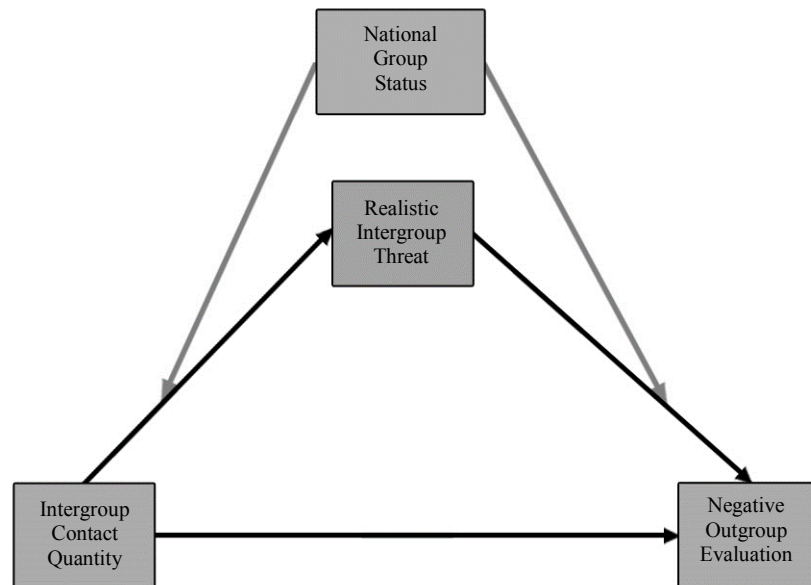 National
Group
Status
Realistic
Intergroup
Threat
Intergroup
Contact
Quantity
Negative
Outgroup
Evaluation